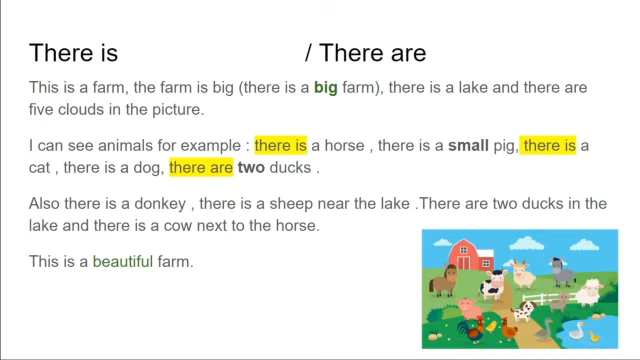 There is / There are
This is a farm, the farm is big (there is a big farm), there is a lake and there are
five clouds in the picture.
I can see animals for example : there is a horse , there is a small pig, there is a
cat , there is a dog, there are two ducks .
Also there is a donkey , there is a sheep near the lake .There are two ducks in the
lake and there is a cow next to the horse.
This is a beautiful farm.